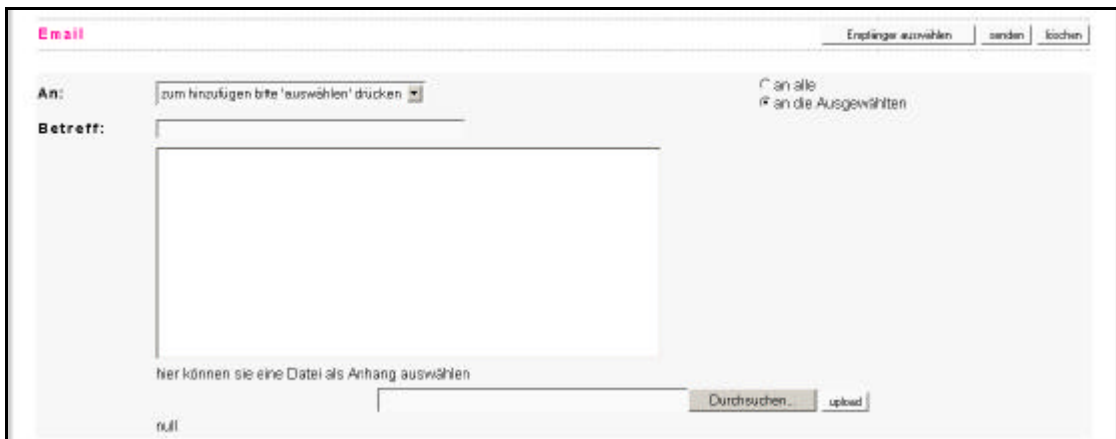 Email
Empfänger auswählen senden löschen
An: zum hinzufügen bitte 'auswählen' drücken
an alle
an die Ausgewählten
Betreff:
hier können sie eine Datei als Anhang auswählen
Durchsuchen... upload
null